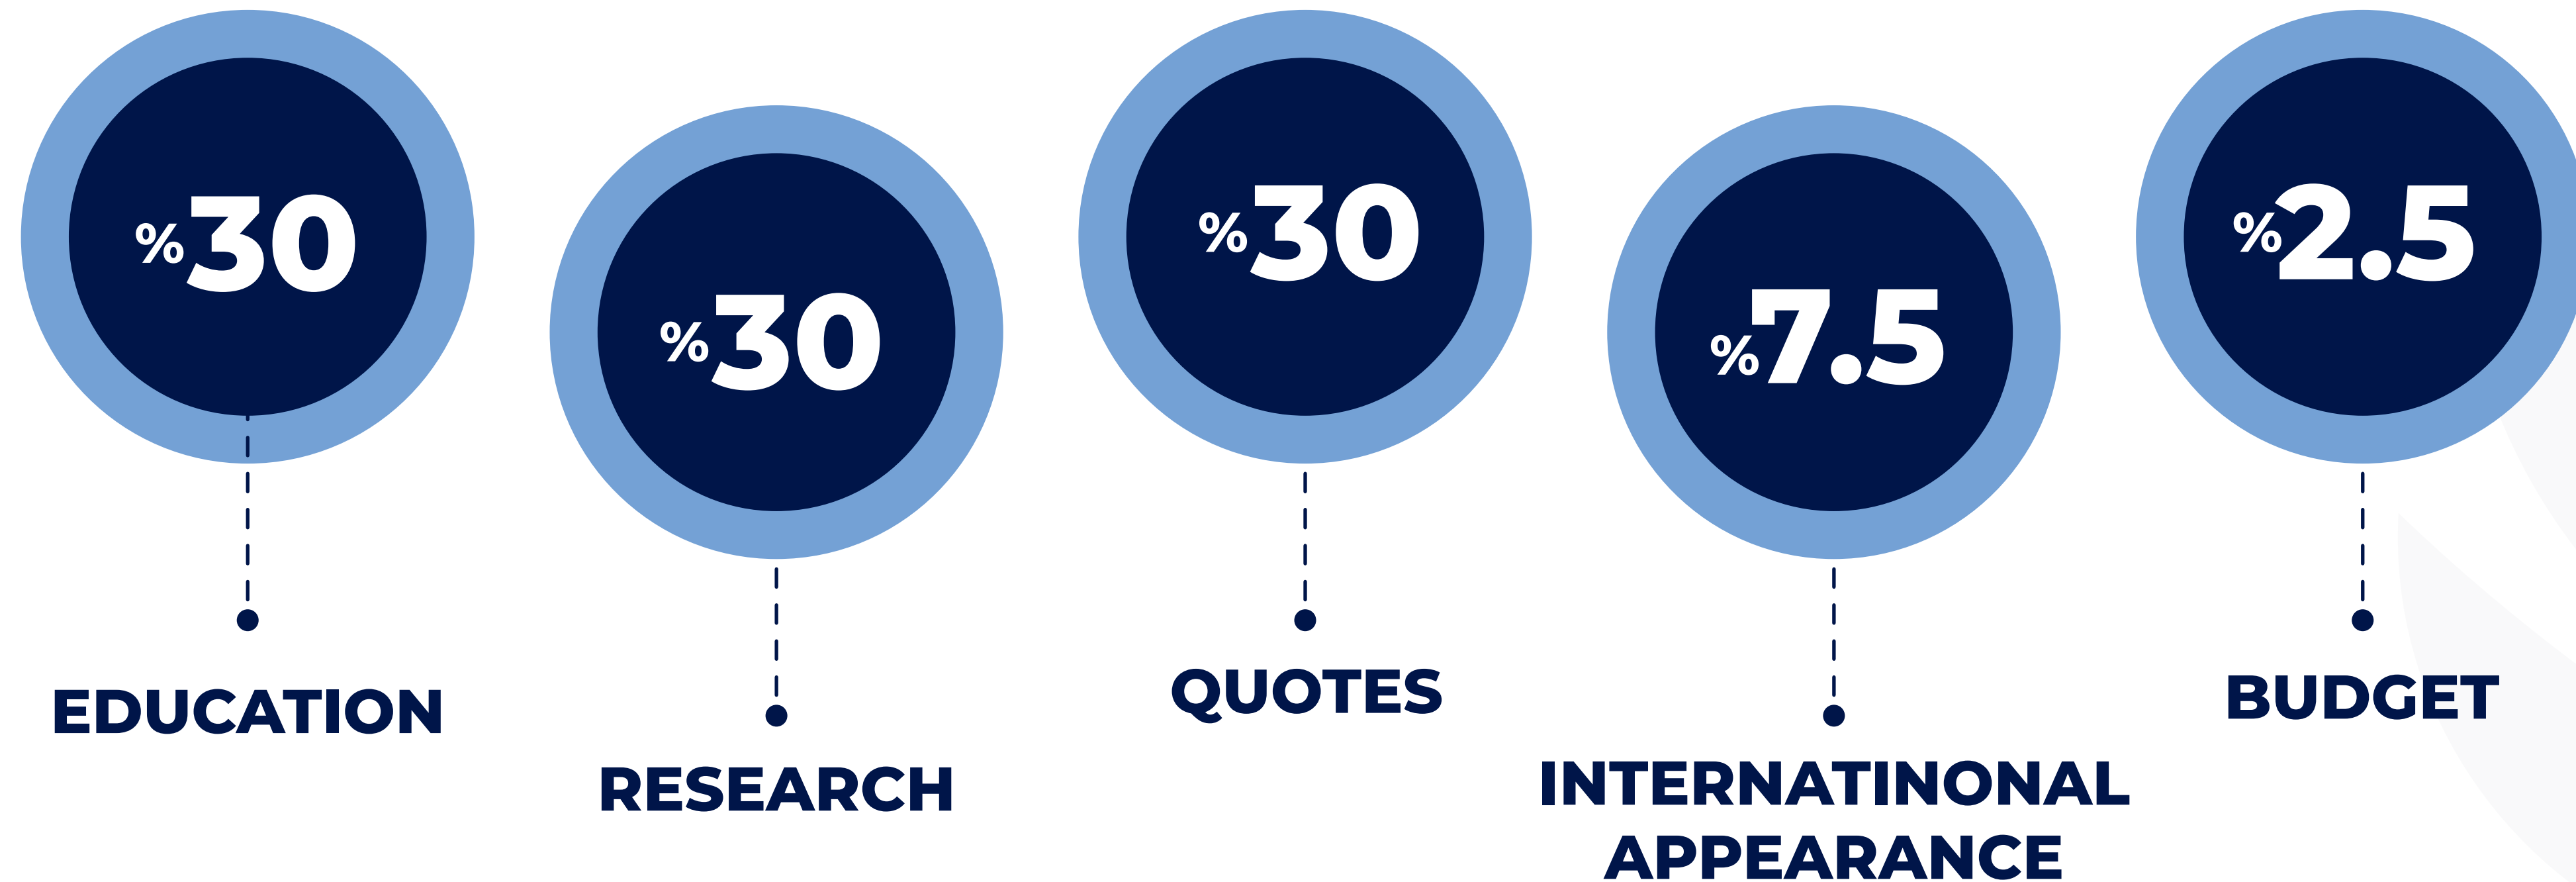 %30
EDUCATION
%30
RESEARCH
%30
QUOTES
%7.5
INTERNATINONAL
APPEARANCE
%2.5
BUDGET